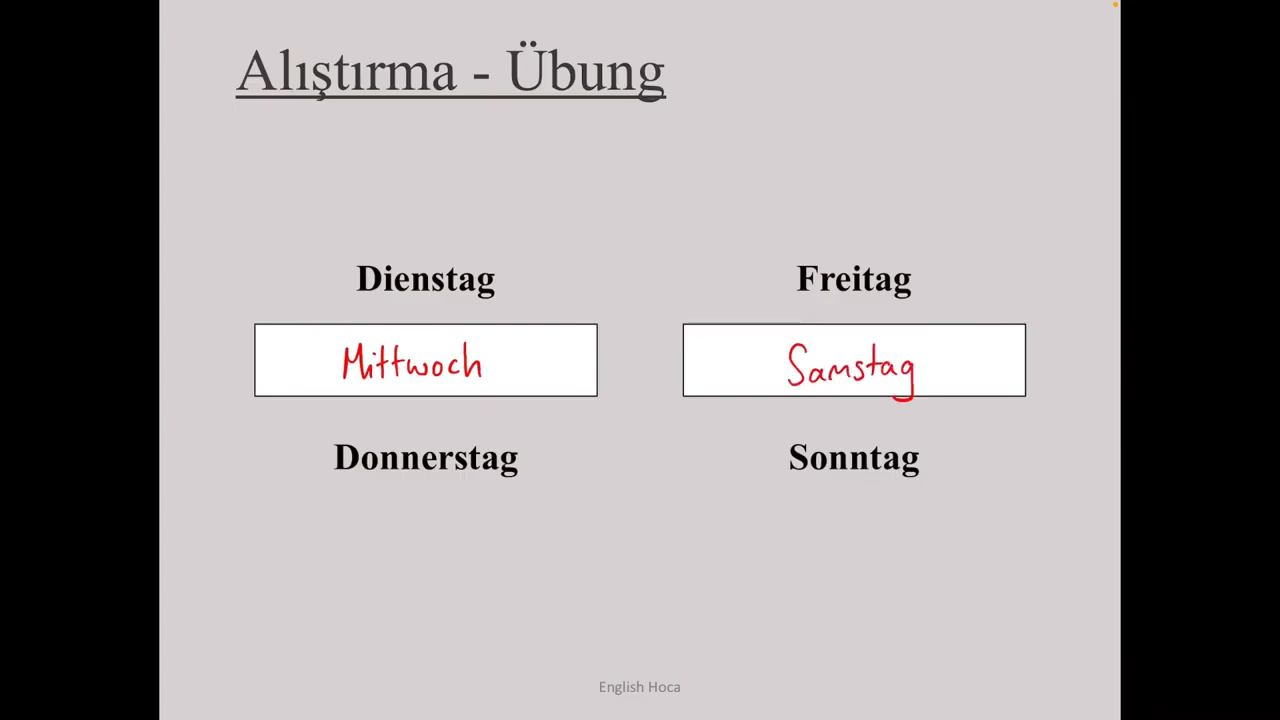 Alıştırma - Übung
Dienstag
Mittwoch
Donnerstag
Freitag
Samstag
Sonntag
English Hoca